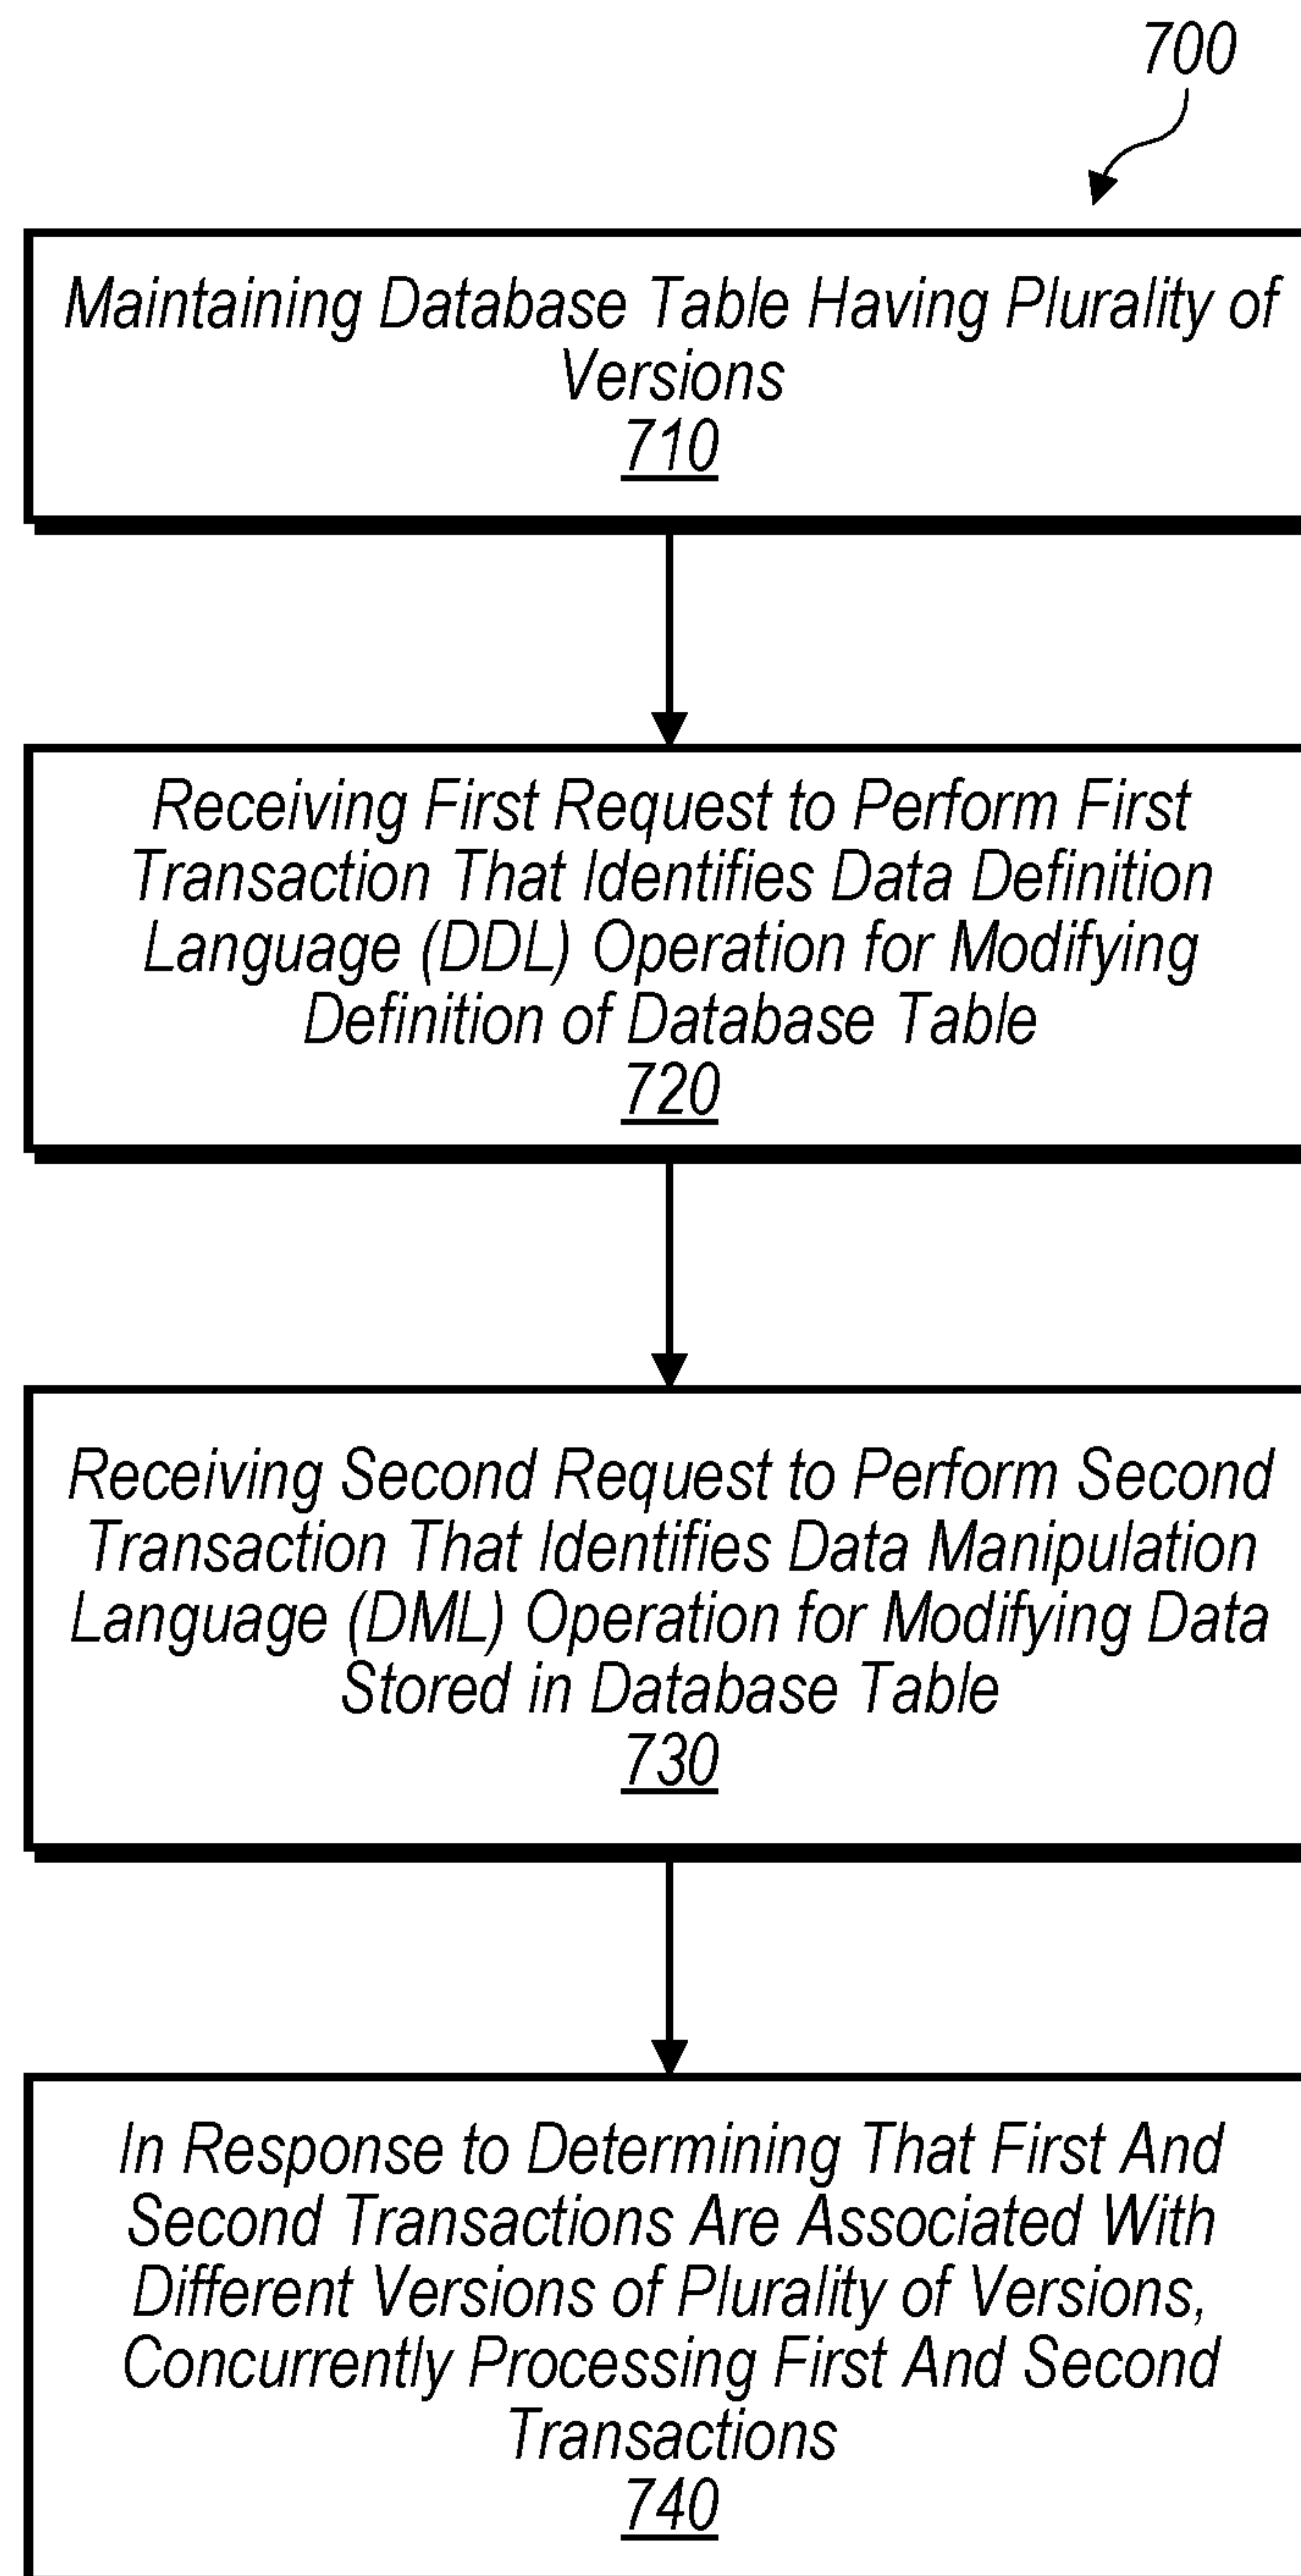 700
Maintaining Database Table Having Plurality of
Versions
710
Receiving First Request to Perform First
Transaction That Identifies Data Definition
Language (DDL) Operation for Modifying
Definition of Database Table
720
Receiving Second Request to Perform Second
Transaction That Identifies Data Manipulation
Language (DML) Operation for Modifying Data
Stored in Database Table
730
In Response to Determining That First And
Second Transactions Are Associated With
Different Versions of Plurality of Versions,
Concurrently Processing First And Second
Transactions
740